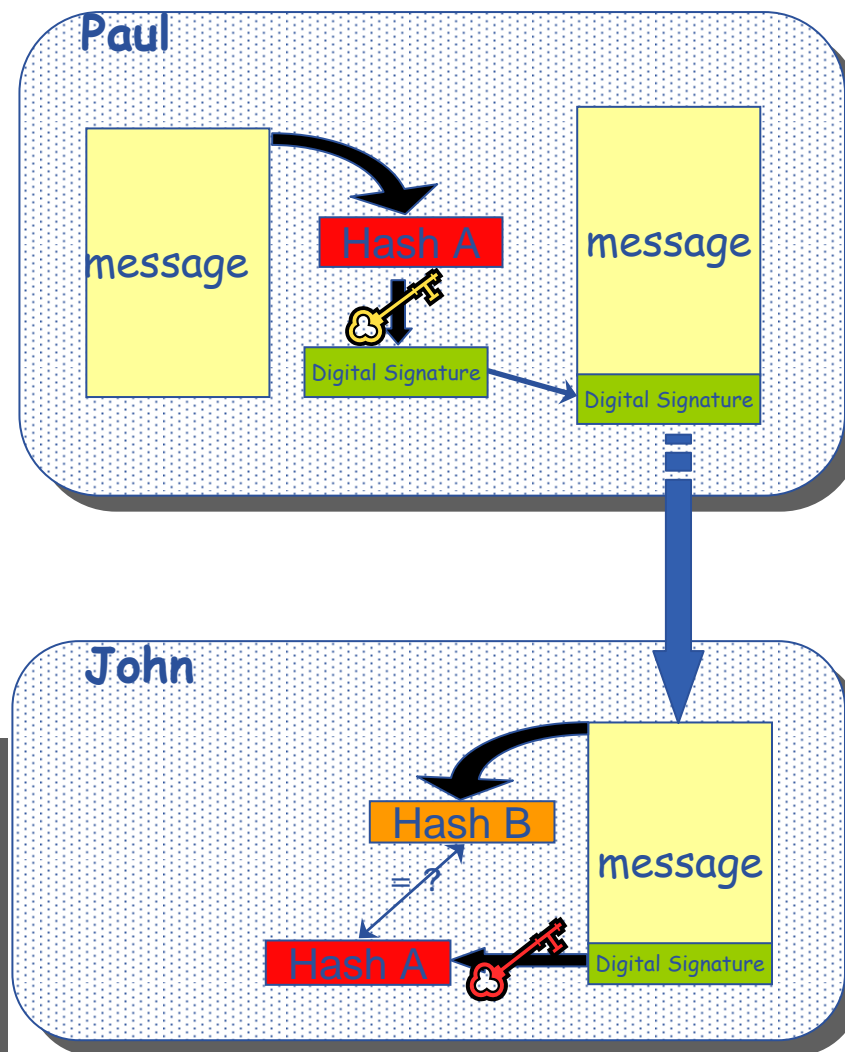 Paul
message
Hash A
message
Digital Signature
Digital Signature
John
Hash B
= ?
message
Hash A
Digital Signature